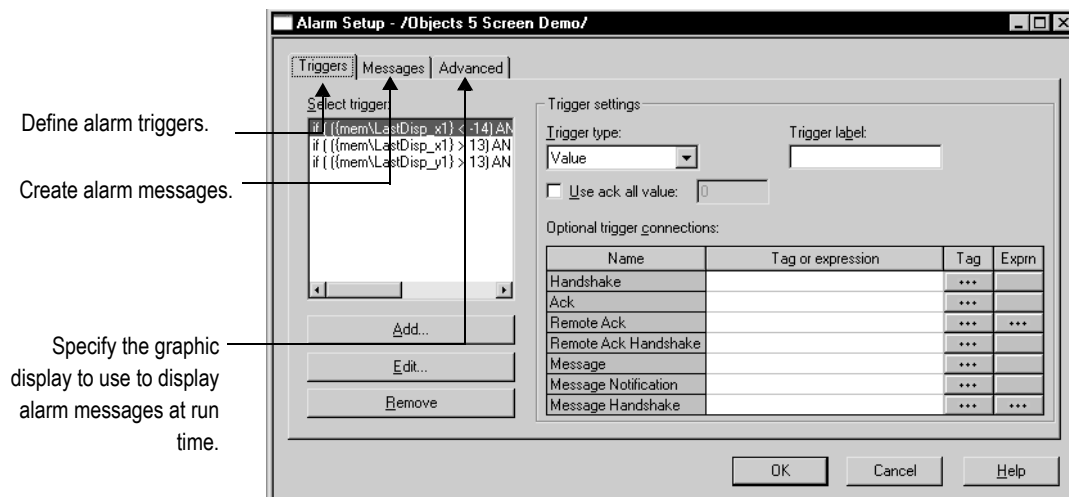 Alarm Setup - /Objects 5 Screen Demo/
Triggers Messages Advanced
Define alarm triggers.
Create alarm messages.
Specify the graphic
display to use to display
alarm messages at run
time.
Select trigger:
if ( ({mem\LastDisp_x1} < -14) AN
if ( ({mem\LastDisp_x1} > 13) AN
if ( ({mem\LastDisp_y1} > 13) AN
Add...
Edit...
Remove
Trigger settings
Trigger type:
Value
Trigger label:
Use ack all value: 0
Optional trigger connections:
Name Tag or expression Tag Exprn
Handshake ...
Ack ...
Remote Ack ... ...
Remote Ack Handshake ...
Message ...
Message Notification ...
Message Handshake ... ...
OK Cancel Help